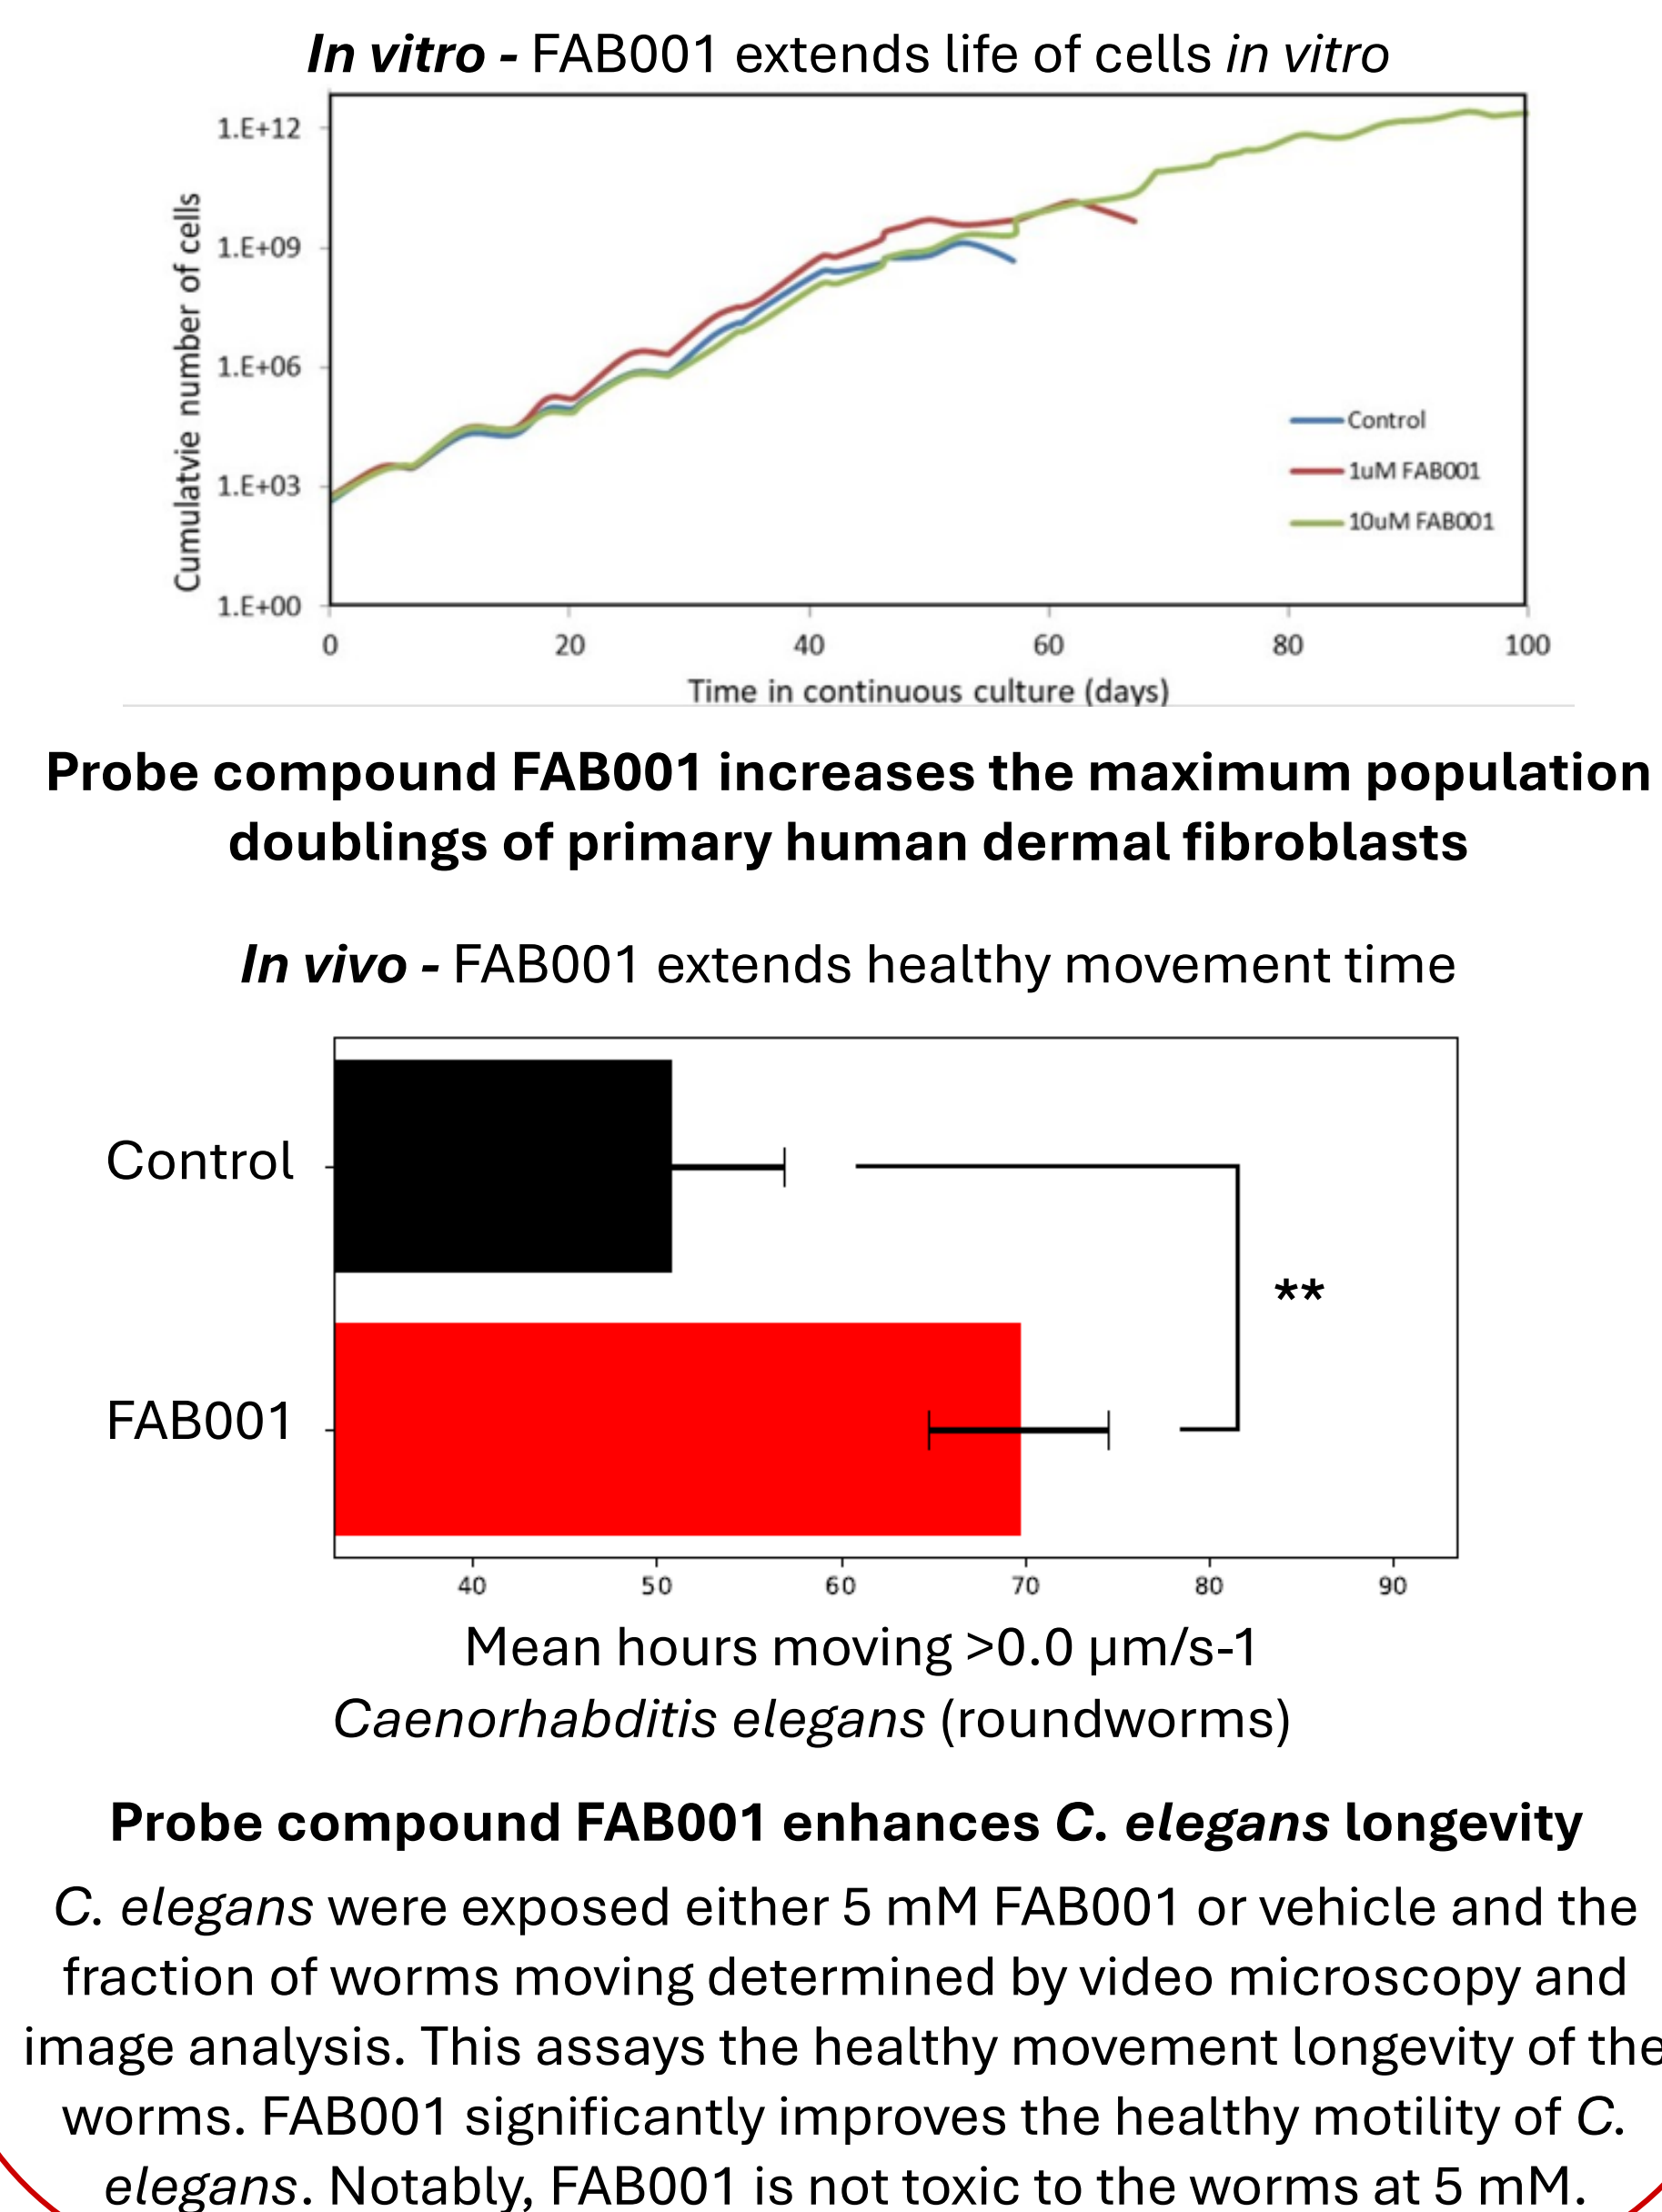 In vitro - FAB001 extends life of cells in vitro
1.E+12
1.E+09
1.E+06
1.E+03
1.E+00
Cumulatvie number of cells
Control
1uM FAB001
10uM FAB001
0 20 40 60 80 100
Time in continuous culture (days)
Probe compound FAB001 increases the maximum population
doublings of primary human dermal fibroblasts
In vivo - FAB001 extends healthy movement time
Control
**
FAB001
40 50 60 70 80 90
Mean hours moving >0.0 µm/s-1
Caenorhabditis elegans (roundworms)
Probe compound FAB001 enhances C. elegans longevity
C. elegans were exposed either 5 mM FAB001 or vehicle and the
fraction of worms moving determined by video microscopy and
image analysis. This assays the healthy movement longevity of the
worms. FAB001 significantly improves the healthy motility of C.
elegans. Notably, FAB001 is not toxic to the worms at 5 mM.